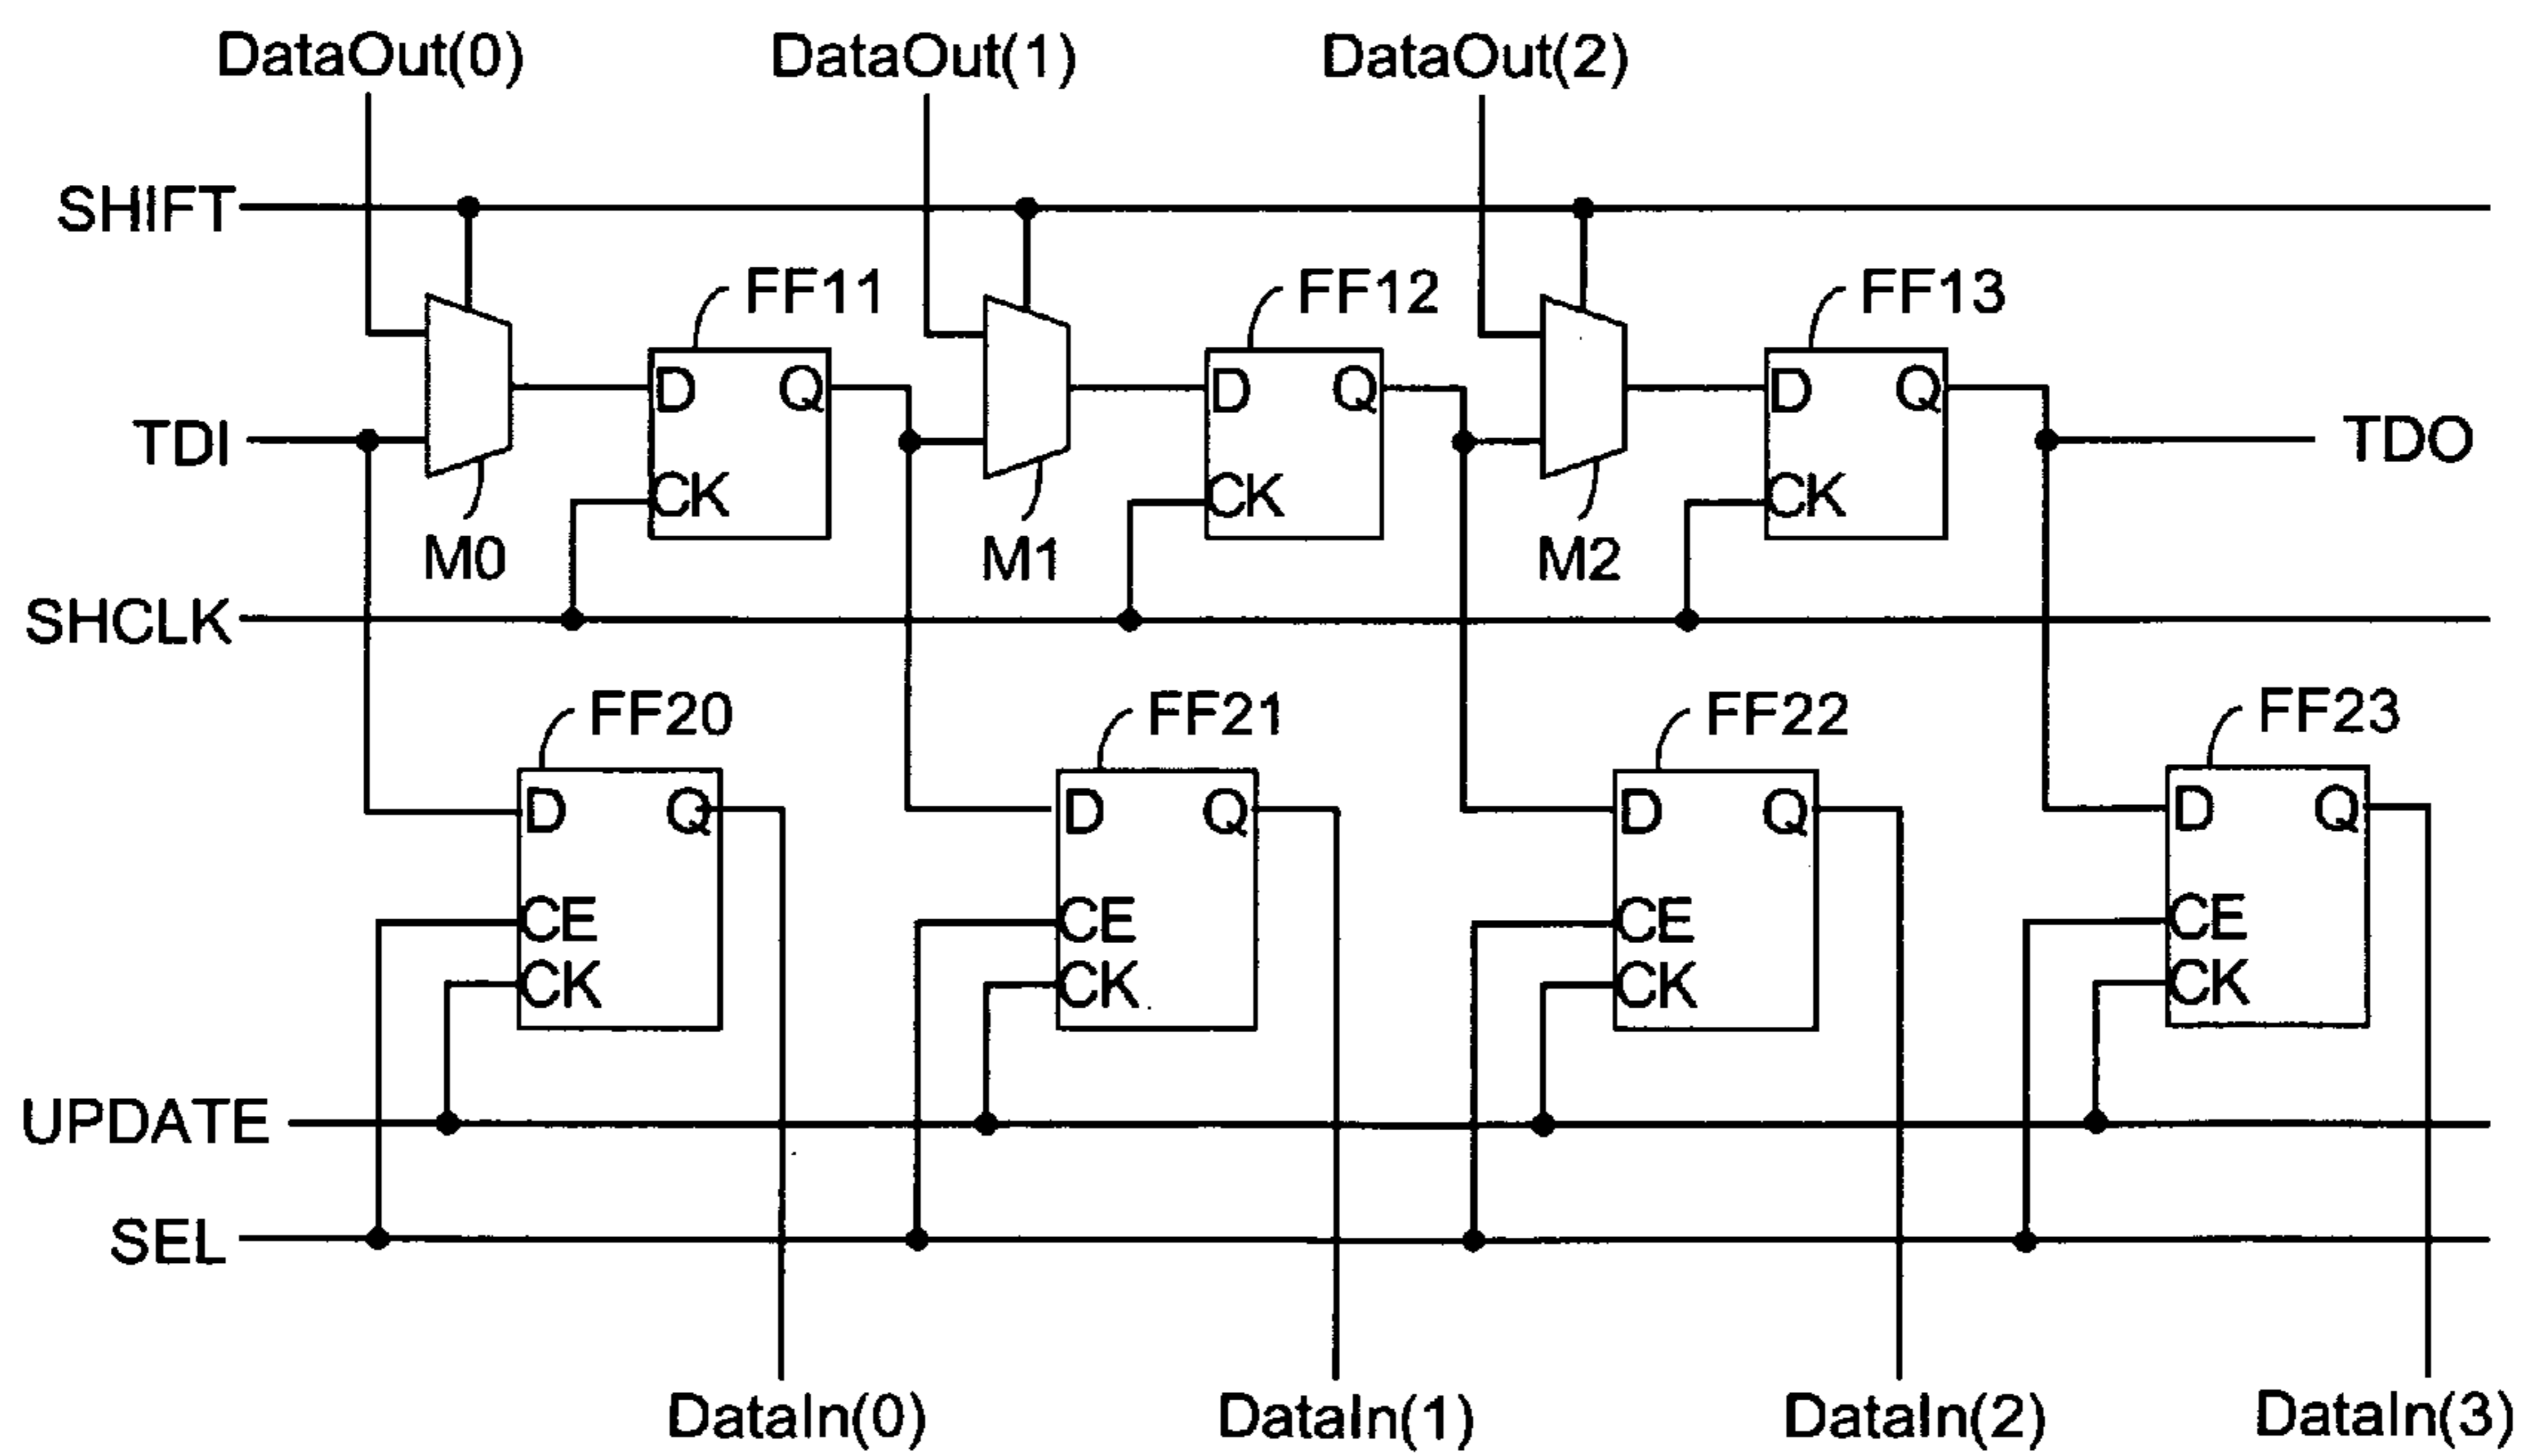 DataOut(0) DataOut(1) DataOut(2)
SHIFT
FF11 FF12 FF13
D Q D Q D Q
TDI TDO
CK CK CK
M0 M1 M2
SHCLK
FF20 FF21 FF22 FF23
D Q D Q D Q D Q
CE CE CE CE
CK CK CK CK
UPDATE
SEL
DataIn(0) DataIn(1) DataIn(2) DataIn(3)